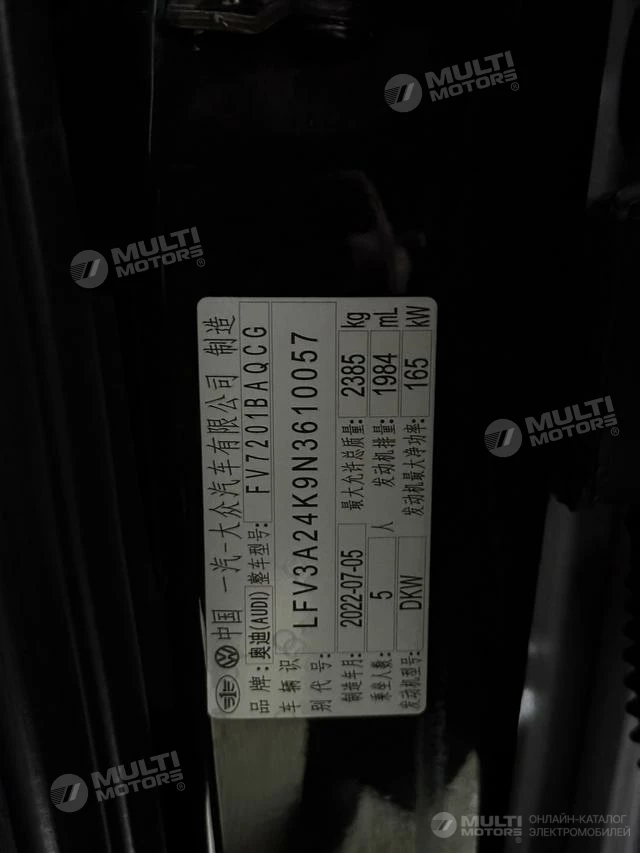 MULTI
MOTORS®
MULTI
MOTORS®
MULTI
MOTORS®
中国 一汽-大众汽车有限公司 制造
品牌: 奥迪(AUDI) 整车型号: FV7201BAQCG
车辆识
别代号: LFV3A24K9N3610057
制造年月: 2022-07-05 最大允许总质量: 2385 kg
乘坐人数: 5 人 发动机排量: 1984 mL
发动机型号: DKW 发动机最大净功率: 165 kW
MULTI
MOTORS®
MULTI
MOTORS®
ОНЛАЙН-КАТАЛОГ
ЭЛЕКТРОМОБИЛЕЙ